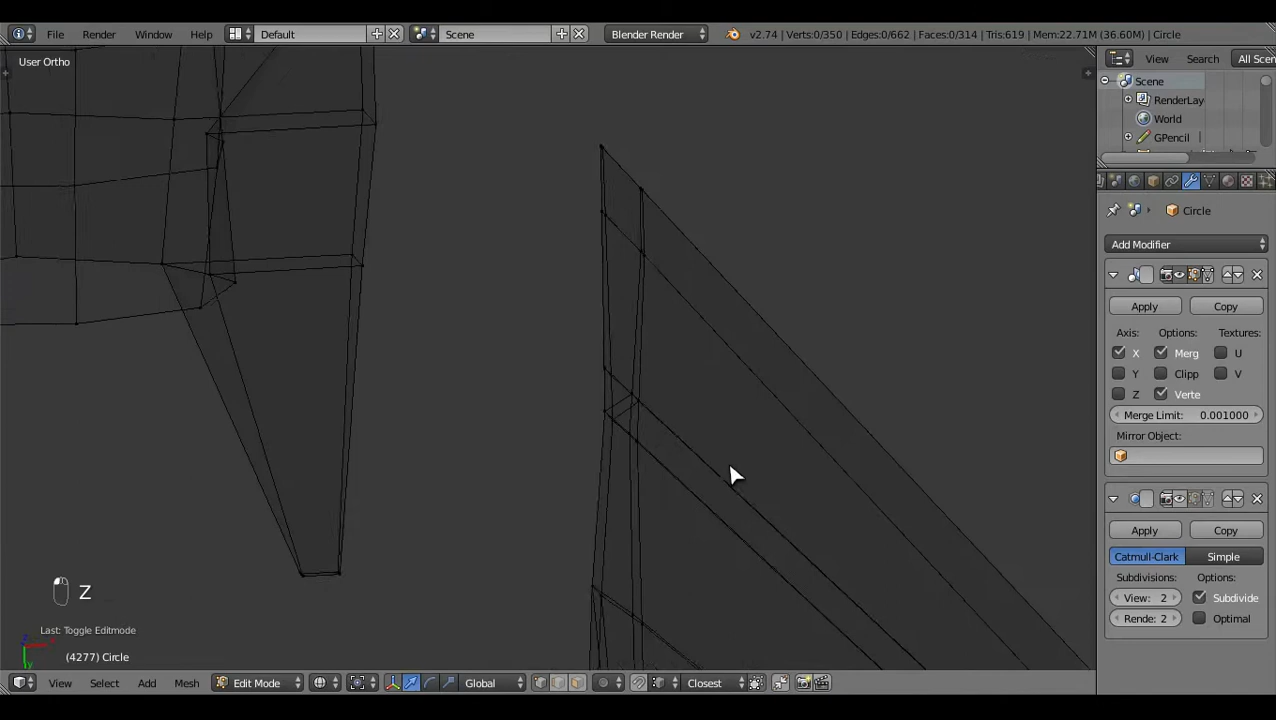 File Render Window Help Default Scene Blender Render v2.74 | Verts:0/350 | Edges:0/662 | Faces:0/314 | Tris:619 | Mem:22.71M (36.60M) | Circle
View Search All Scen
User Ortho
Scene
RenderLay
World
GPencil
Circle
Add Modifier
Apply Copy
Axis: Options: Textures:
X Merg U
Y Clipp V
Z Verte
Merge Limit: 0.001000
Mirror Object:
Apply Copy
Catmull-Clark Simple
Subdivisions: Options:
View: 2 Subdivide
Rende: 2 Optimal
Z
Last: Toggle Editmode
(4277) Circle
View Select Add Mesh Edit Mode Global Closest